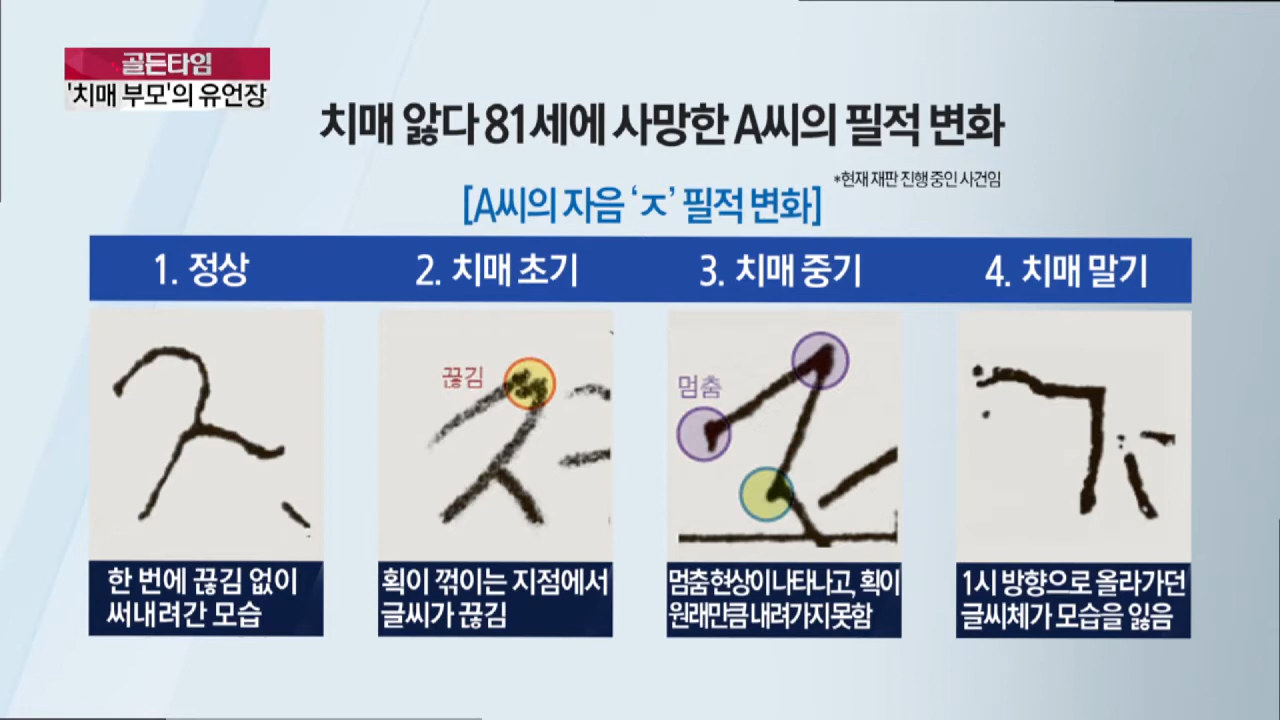 골든타임
'치매 부모'의 유언장
치매 앓다 81세에 사망한 A씨의 필적 변화
*현재 재판 진행 중인 사건임
[A씨의 자음 ‘ㅈ’ 필적 변화]
1. 정상
2. 치매 초기
3. 치매 중기
4. 치매 말기
끊김
멈춤
한 번에 끊김 없이
써내려간 모습
획이 꺾이는 지점에서
글씨가 끊김
멈춤 현상이 나타나고, 획이
원래만큼 내려가지 못함
1시 방향으로 올라가던
글씨체가 모습을 잃음